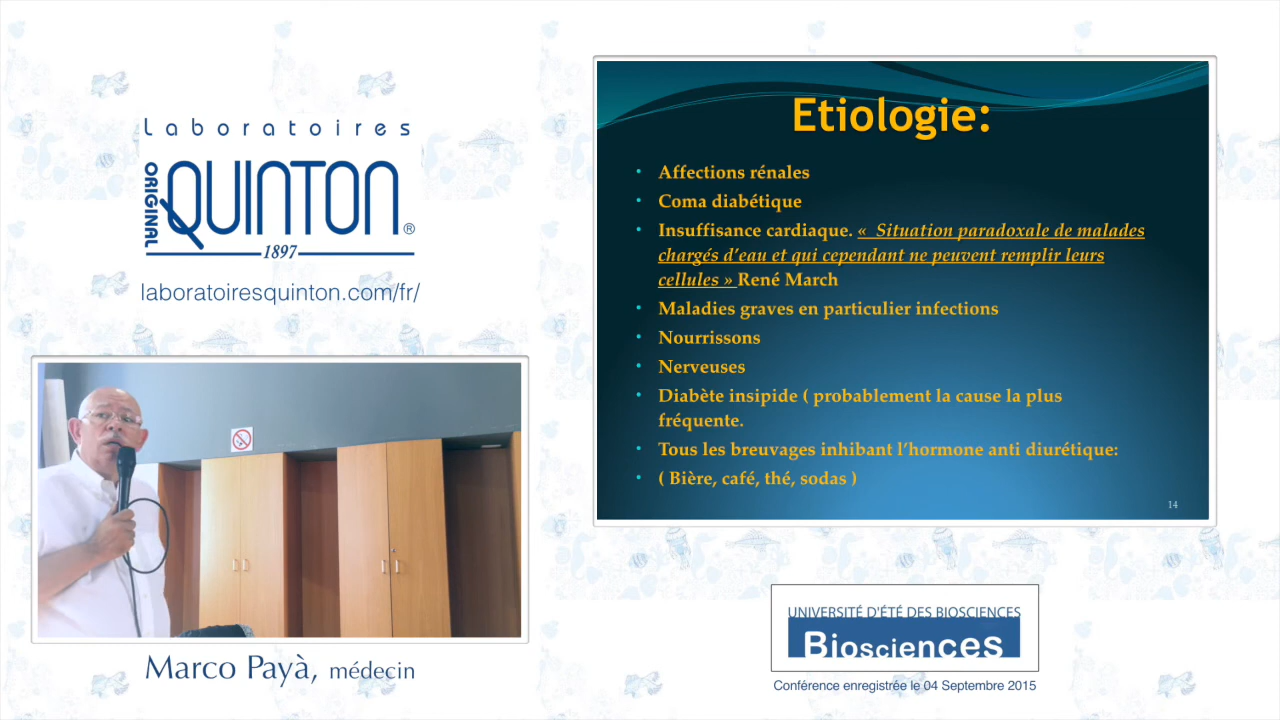 Laboratoires
ORIGINAL
QUINTON®
1897
laboratoiresquinton.com/fr/
Marco Payà, médecin
Etiologie:
• Affections rénales
• Coma diabétique
• Insuffisance cardiaque. «  Situation paradoxale de malades
chargés d’eau et qui cependant ne peuvent remplir leurs
cellules » René March
• Maladies graves en particulier infections
• Nourrissons
• Nerveuses
• Diabète insipide ( probablement la cause la plus
fréquente.
• Tous les breuvages inhibant l’hormone anti diurétique:
• ( Bière, café, thé, sodas )
14
UNIVERSITÉ D'ÉTÉ DES BIOSCIENCES
Biosciences
Conférence enregistrée le 04 Septembre 2015